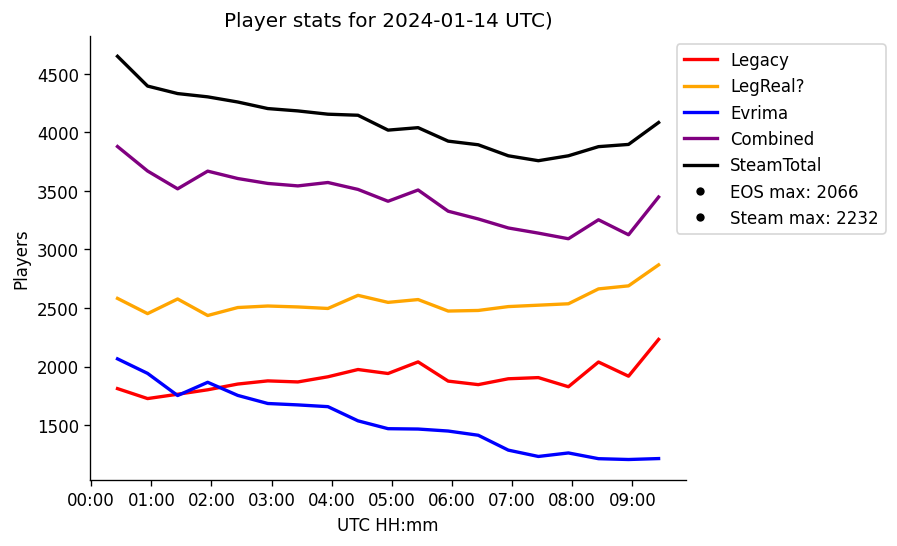 Player stats for 2024-01-14 UTC)
Legacy
LegReal?
Evrima
Combined
SteamTotal
EOS max: 2066
Steam max: 2232
Players
4500
4000
3500
3000
2500
2000
1500
00:00 01:00 02:00 03:00 04:00 05:00 06:00 07:00 08:00 09:00
UTC HH:mm